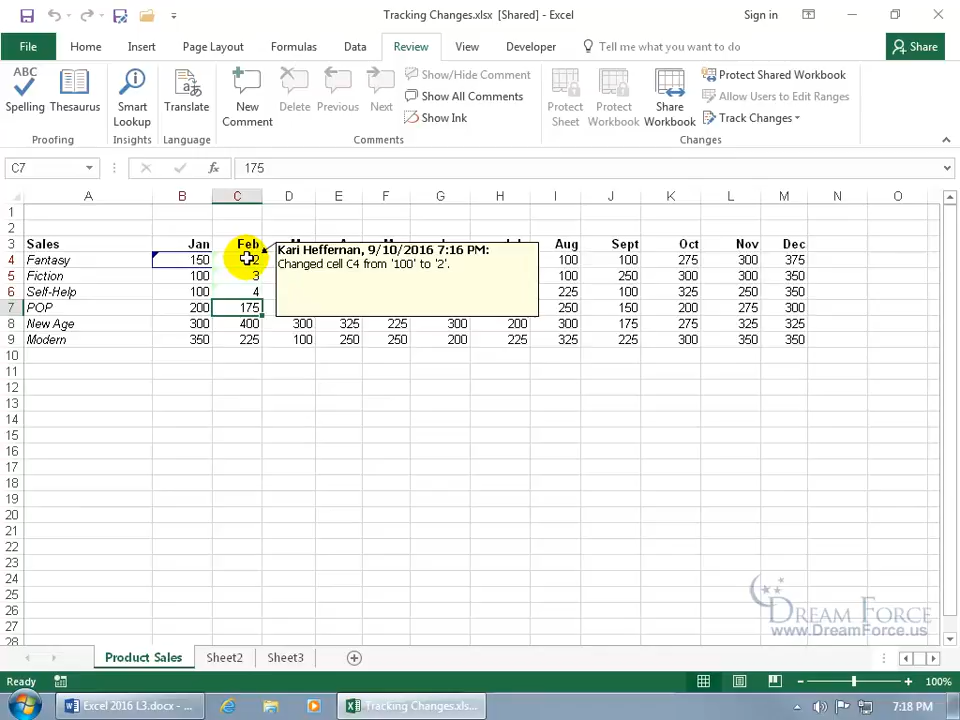 Tracking Changes.xlsx [Shared] - Excel
Sign in
File Home Insert Page Layout Formulas Data Review View Developer Tell me what you want to do Share
ABC
Spelling Thesaurus Smart Lookup Translate New Comment Delete Previous Next
Show/Hide Comment
Show All Comments
Show Ink
Protect Sheet Protect Workbook Share Workbook
Protect Shared Workbook
Allow Users to Edit Ranges
Track Changes
Proofing Insights Language Comments Changes
C7 fx 175
A B C D E F G H I J K L M N O
1
2
3 Sales Jan Feb Aug Sept Oct Nov Dec
4 Fantasy 150 2 100 100 275 300 375
5 Fiction 100 3 100 250 300 300 350
6 Self-Help 100 4 225 100 325 250 350
7 POP 200 175 250 150 200 275 300
8 New Age 300 400 300 325 225 300 200 300 175 275 325 325
9 Modern 350 225 100 250 250 200 225 325 225 300 350 350
Kari Heffernan, 9/10/2016 7:16 PM:
Changed cell C4 from '100' to '2'.
10
11
12
13
14
15
16
17
18
19
20
21
22
23
24
25
26
27
28
DREAM FORCE
www.DreamForce.us
Product Sales Sheet2 Sheet3
Ready 100%
Excel 2016 L3.docx - ... Tracking Changes.xls... 7:18 PM